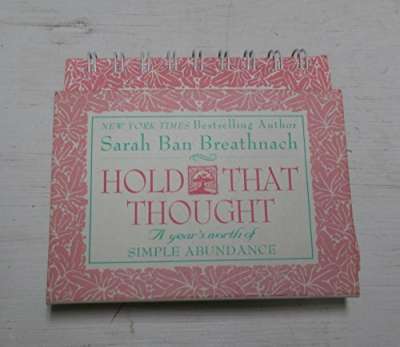 NEW YORK TIMES Bestselling Author
Sarah Ban Breathnach
HOLD THAT
THOUGHT
A year's worth of
SIMPLE ABUNDANCE